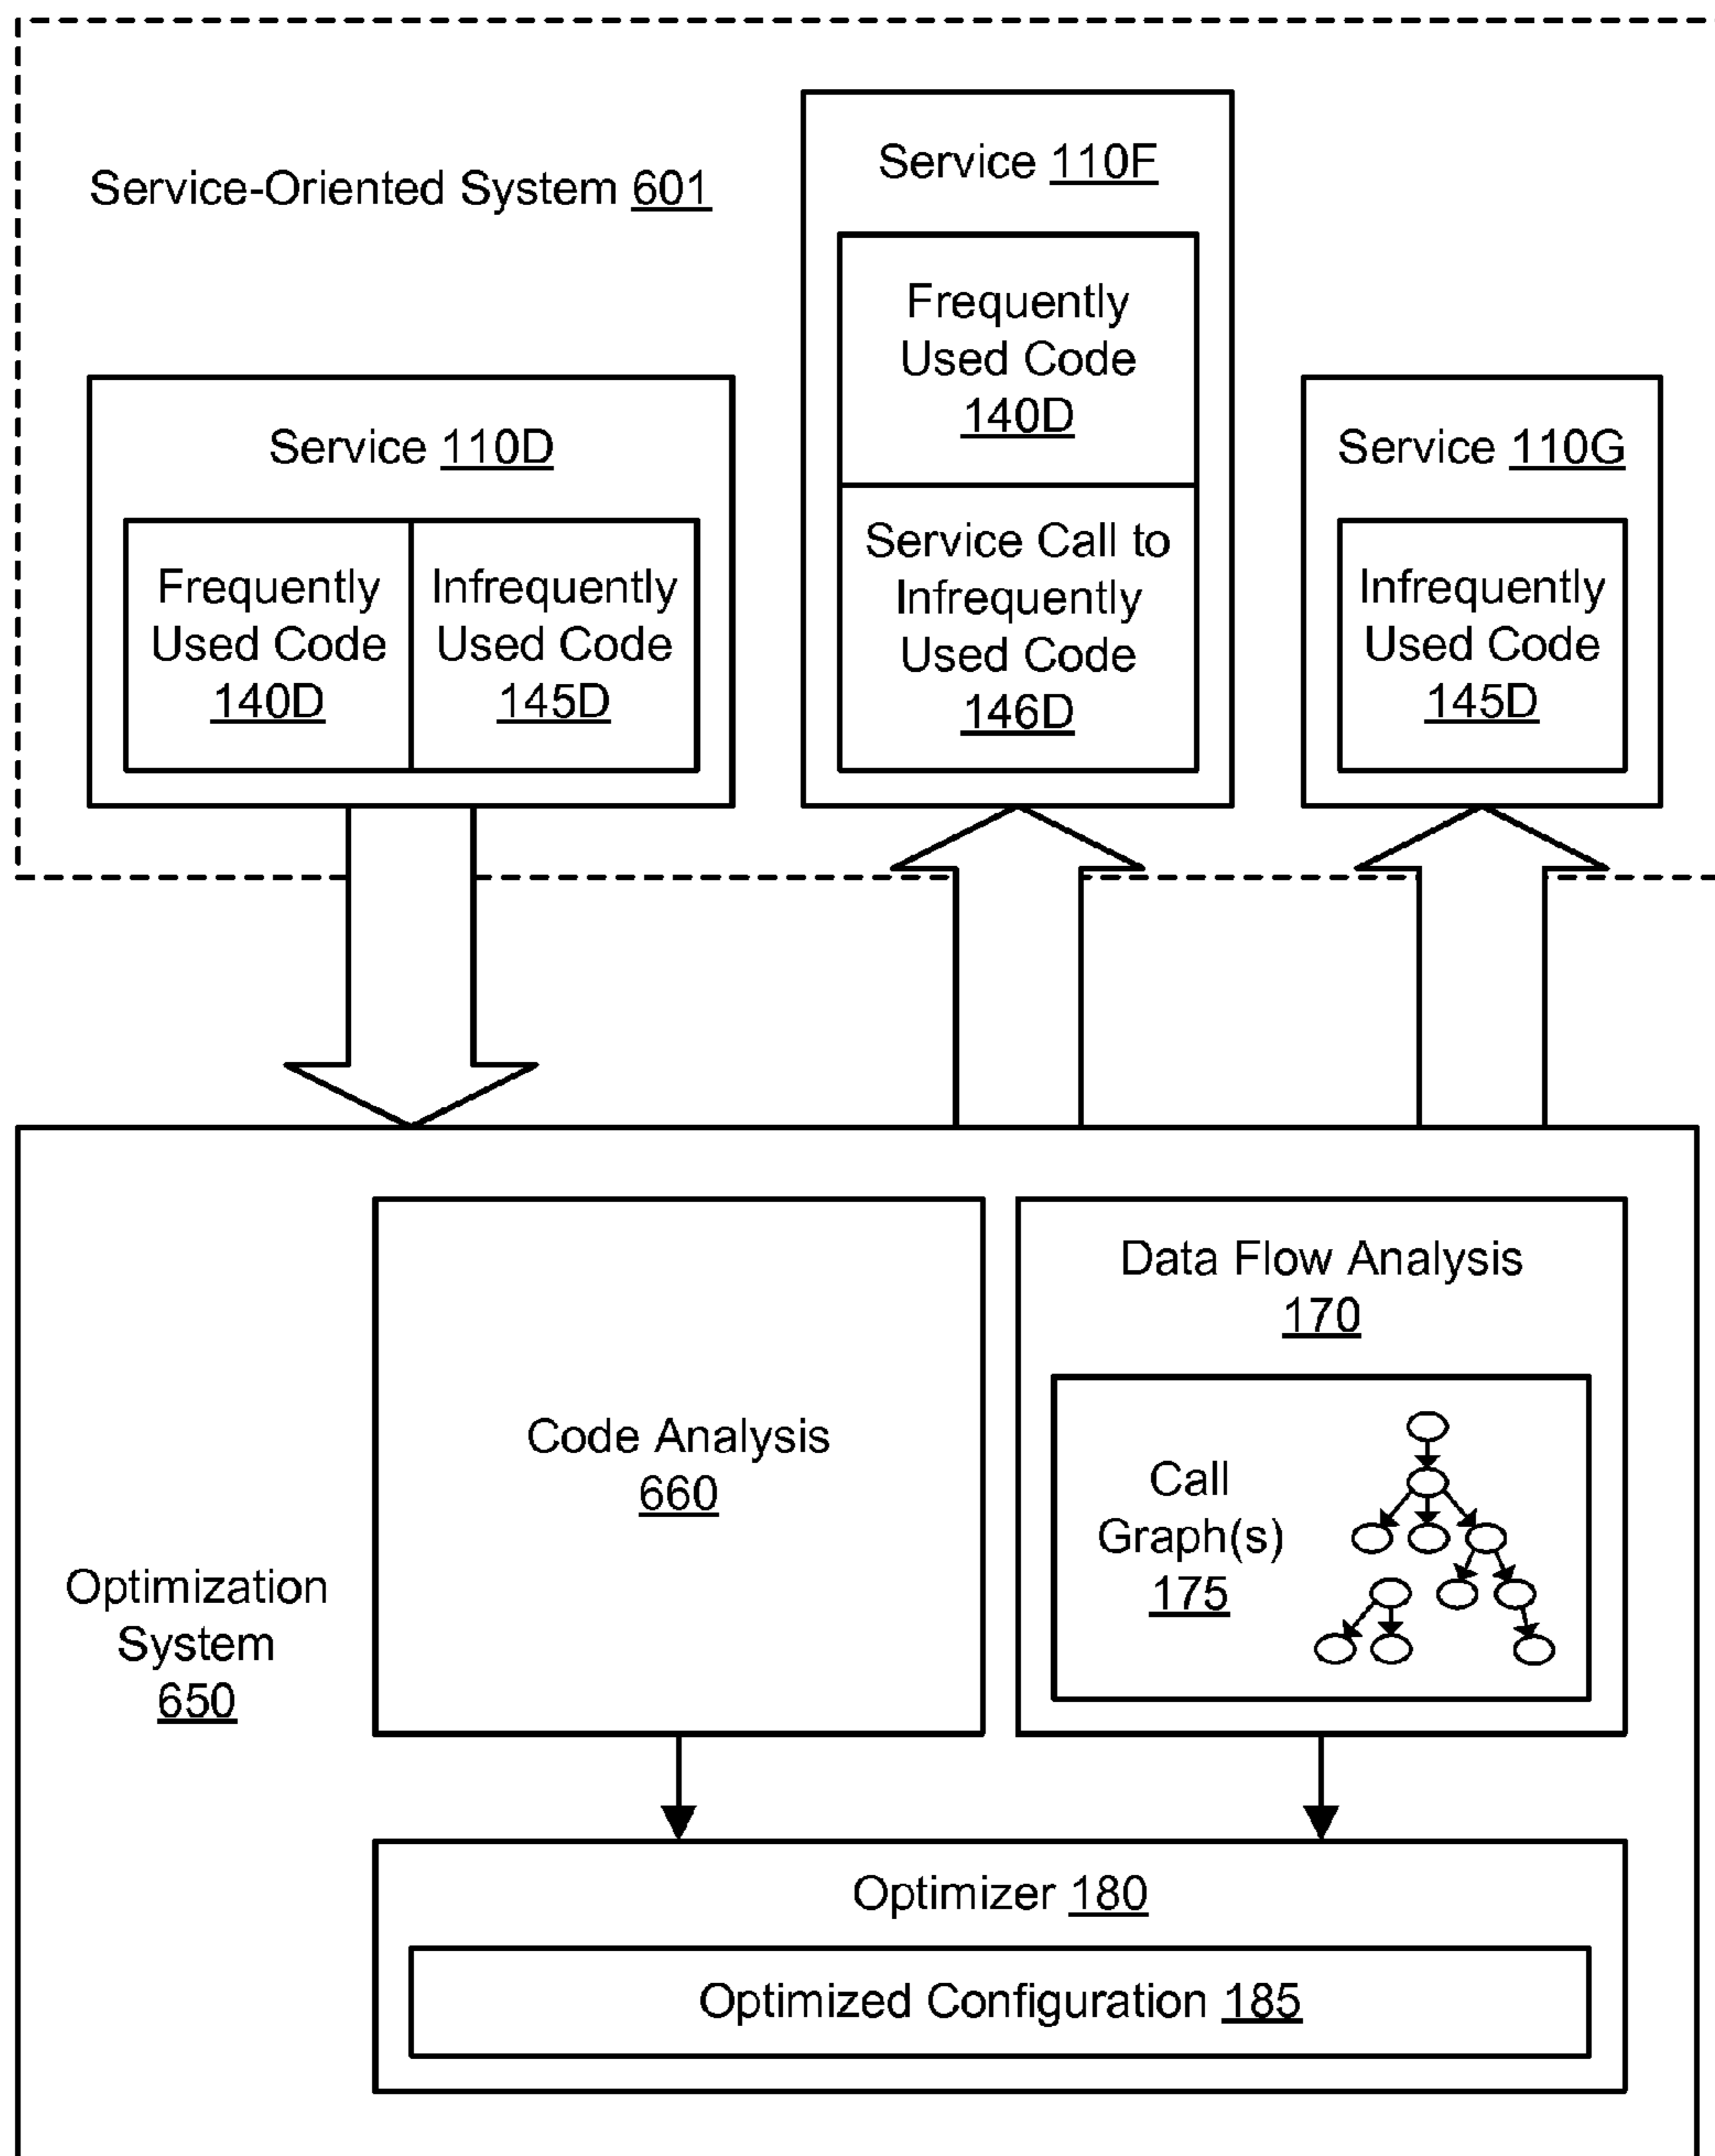 Service-Oriented System 601
Service 110F
Frequently
Used Code
140D
Service Call to
Infrequently
Used Code
146D
Service 110D
Frequently
Used Code
140D
Infrequently
Used Code
145D
Service 110G
Infrequently
Used Code
145D
Optimization
System
650
Code Analysis
660
Data Flow Analysis
170
Call
Graph(s)
175
Optimizer 180
Optimized Configuration 185